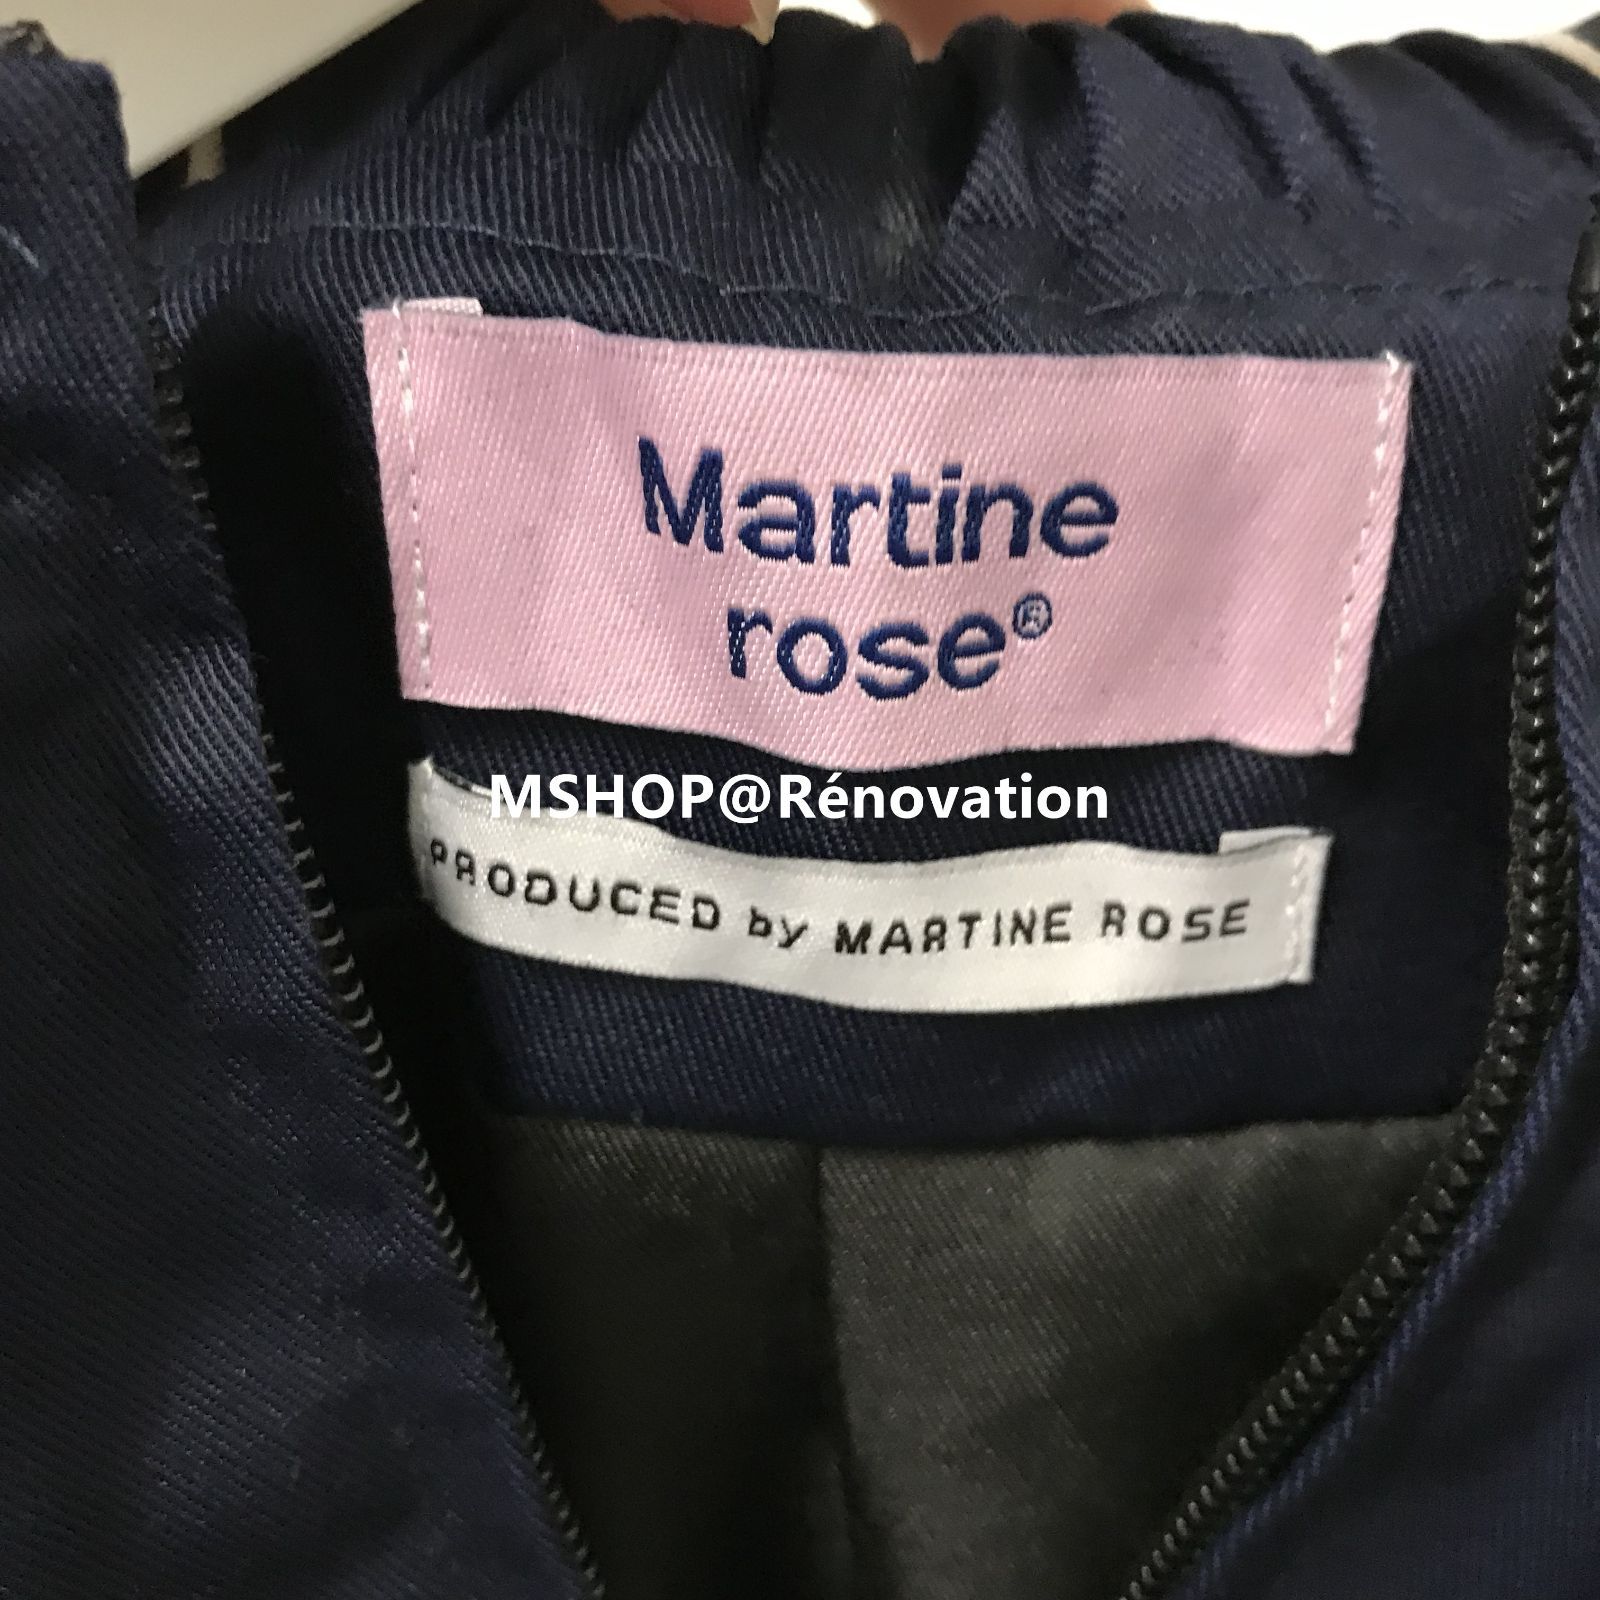 Martine
rose®
MSHOP@Rénovation
PRODUCED by MARTINE ROSE